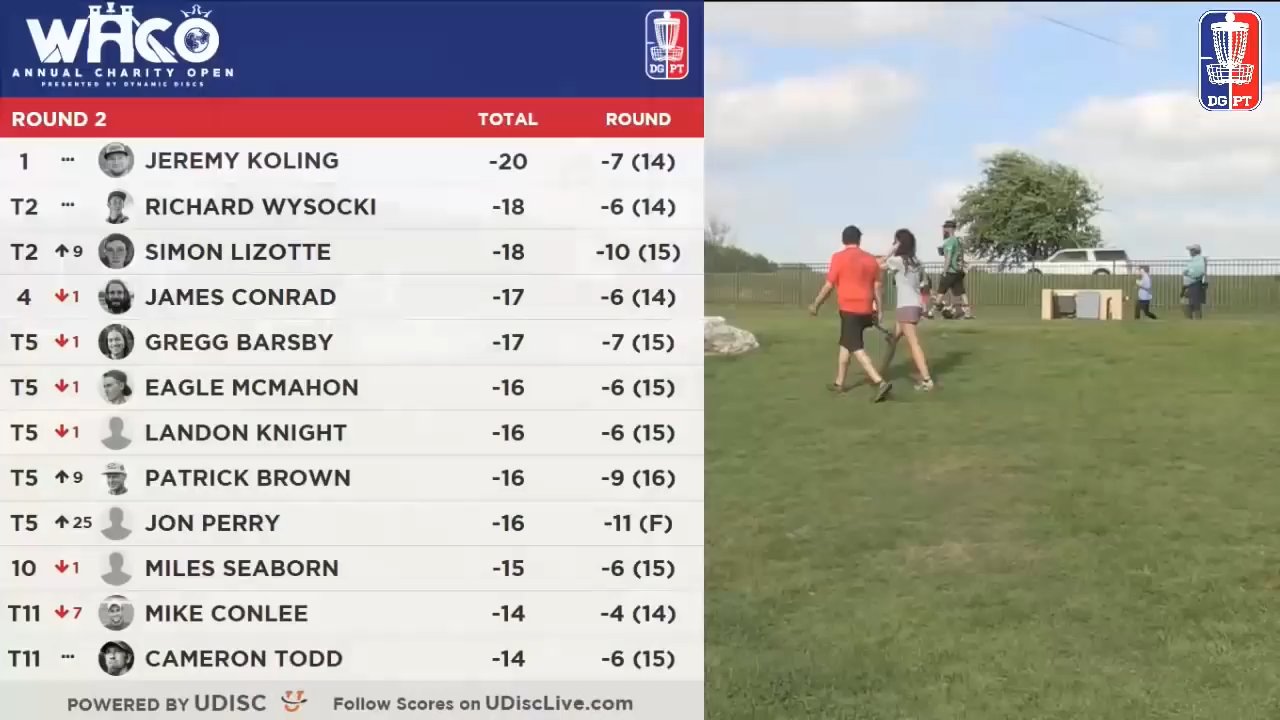 WACO
ANNUAL CHARITY OPEN
PRESENTED BY DYNAMIC DISCS
DG PT
DG PT
ROUND 2 TOTAL ROUND
1 ... JEREMY KOLING -20 -7 (14)
T2 ... RICHARD WYSOCKI -18 -6 (14)
T2 ↑9 SIMON LIZOTTE -18 -10 (15)
4 ↓1 JAMES CONRAD -17 -6 (14)
T5 ↓1 GREGG BARSBY -17 -7 (15)
T5 ↓1 EAGLE MCMAHON -16 -6 (15)
T5 ↓1 LANDON KNIGHT -16 -6 (15)
T5 ↑9 PATRICK BROWN -16 -9 (16)
T5 ↑25 JON PERRY -16 -11 (F)
10 ↓1 MILES SEABORN -15 -6 (15)
T11 ↓7 MIKE CONLEE -14 -4 (14)
T11 ... CAMERON TODD -14 -6 (15)
POWERED BY UDISC Follow Scores on UDiscLive.com